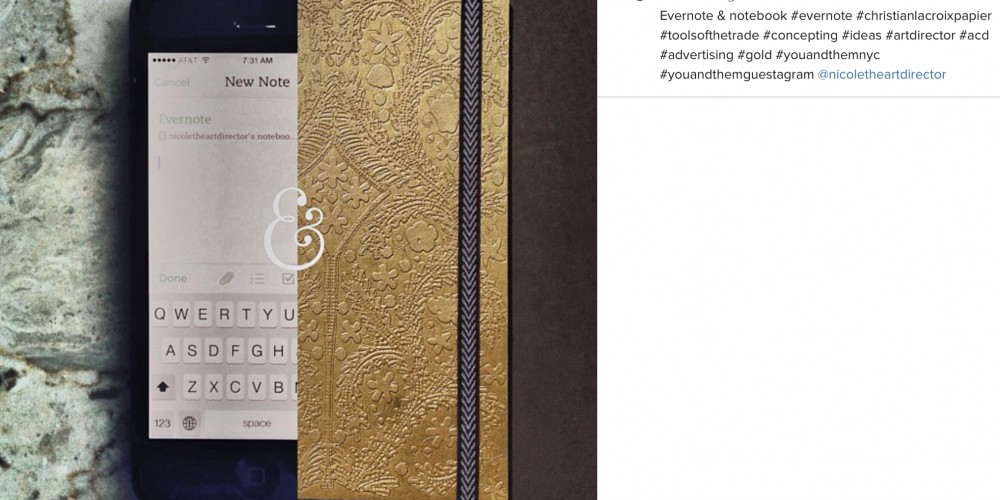 AT&T 7:31 AM
Cancel New Note
Evernote
nicoletheartdirector's noteboo...
&
Done
Q W E R T Y U
A S D F G H
Z X C V B
123 space
Evernote & notebook #evernote #christianlacroixpapier
#toolsofthetrade #concepting #ideas #artdirector #acd
#advertising #gold #youandthemnyc
#youandthemguestagram @nicoletheartdirector